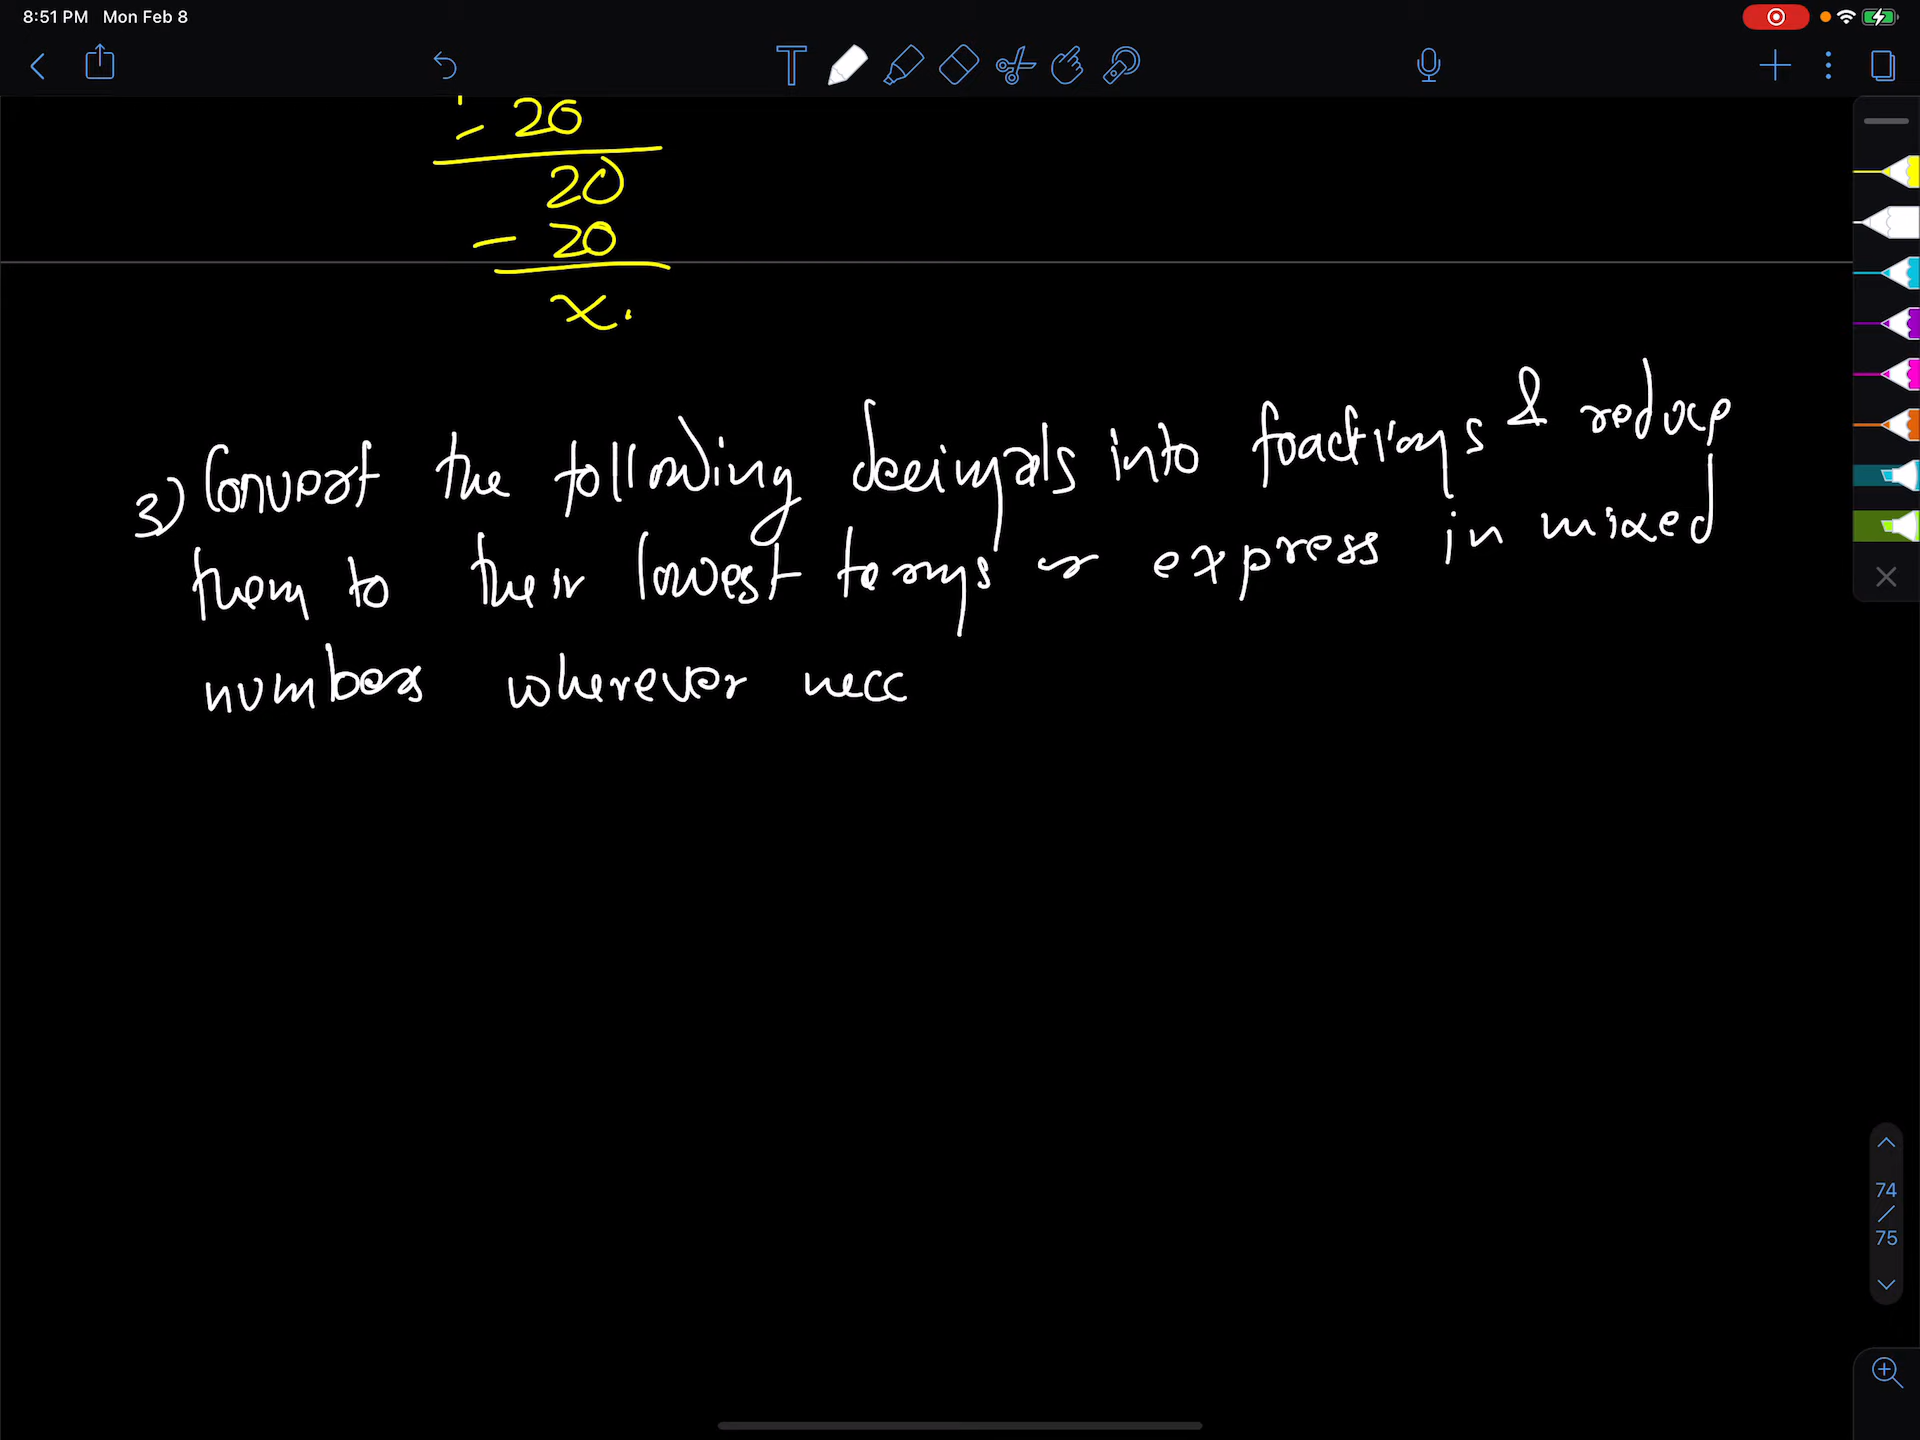 8:51 PM Mon Feb 8
- 20
20
- 20
x.
3) Convert the following decimals into fractions & reduce
them to their lowest terms or express in mixed
numbers wherever necc
74
/
75